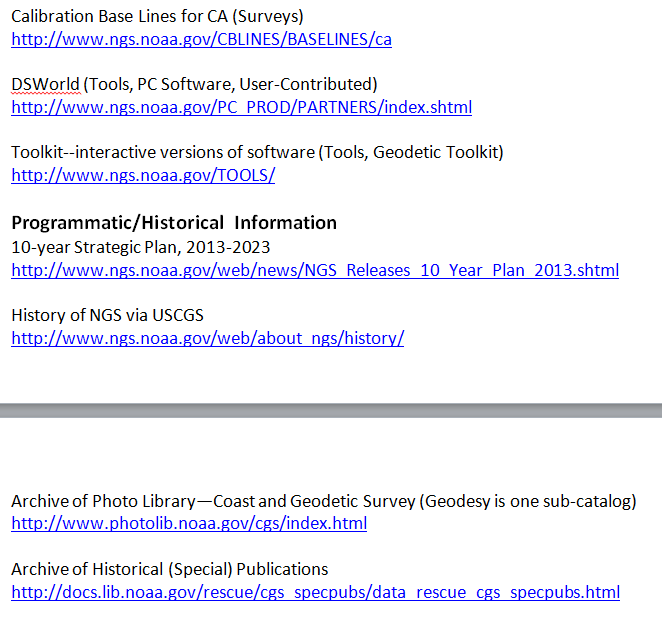 Calibration Base Lines for CA (Surveys)
http://www.ngs.noaa.gov/CBLINES/BASELINES/ca
DSWorld (Tools, PC Software, User-Contributed)
http://www.ngs.noaa.gov/PC_PROD/PARTNERS/index.shtml
Toolkit--interactive versions of software (Tools, Geodetic Toolkit)
http://www.ngs.noaa.gov/TOOLS/
Programmatic/Historical Information
10-year Strategic Plan, 2013-2023
http://www.ngs.noaa.gov/web/news/NGS_Releases_10_Year_Plan_2013.shtml
History of NGS via USCGS
http://www.ngs.noaa.gov/web/about_ngs/history/
Archive of Photo Library—Coast and Geodetic Survey (Geodesy is one sub-catalog)
http://www.photolib.noaa.gov/cgs/index.html
Archive of Historical (Special) Publications
http://docs.lib.noaa.gov/rescue/cgs_specpubs/data_rescue_cgs_specpubs.html